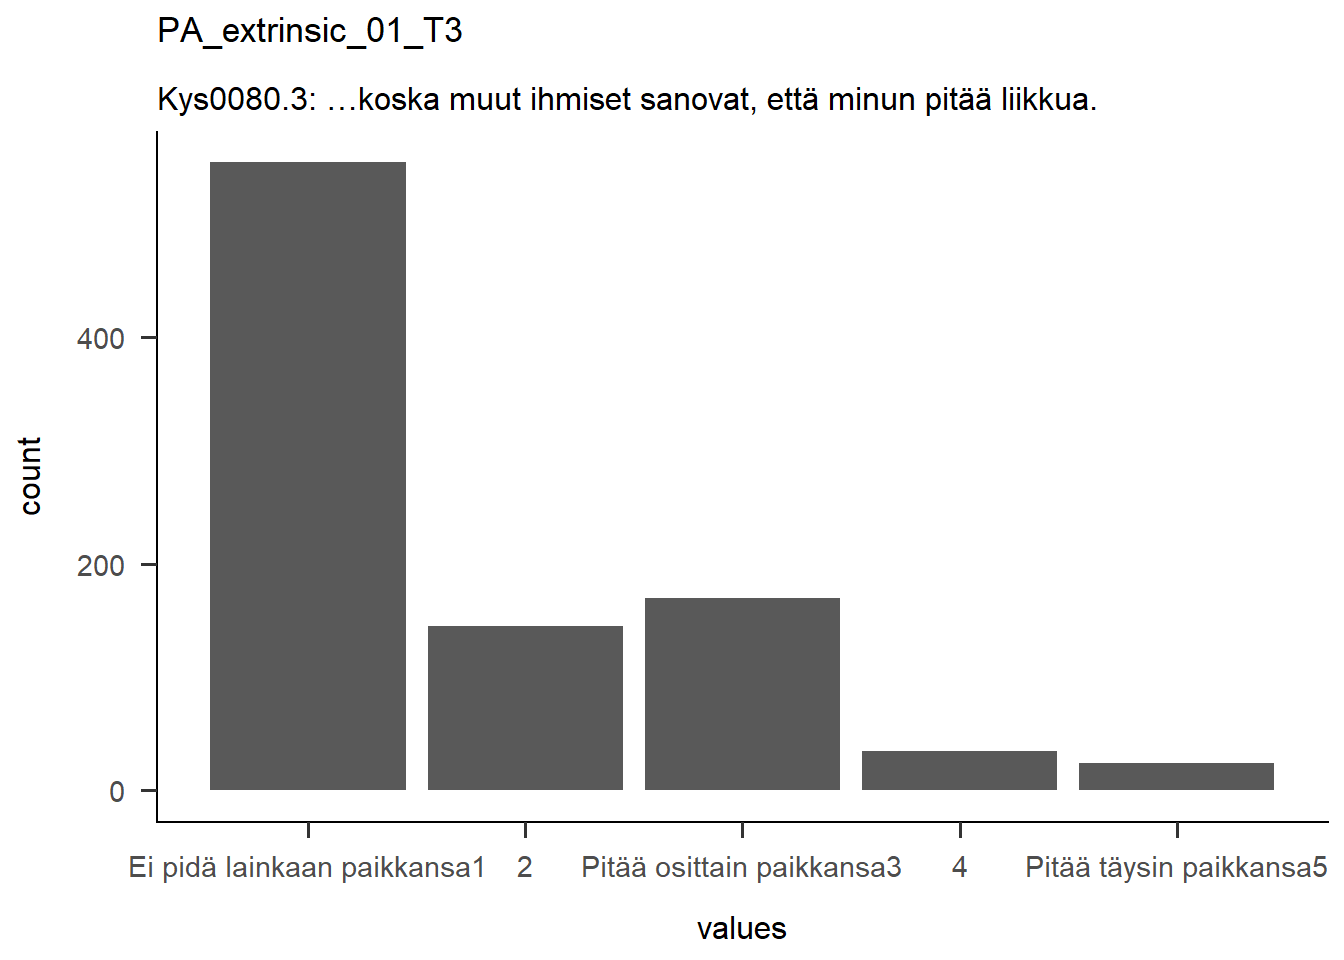 PA_extrinsic_01_T3
Kys0080.3: …koska muut ihmiset sanovat, että minun pitää liikkua.
400
200
0
count
Ei pidä lainkaan paikkansa1 2 Pitää osittain paikkansa3 4 Pitää täysin paikkansa5
values